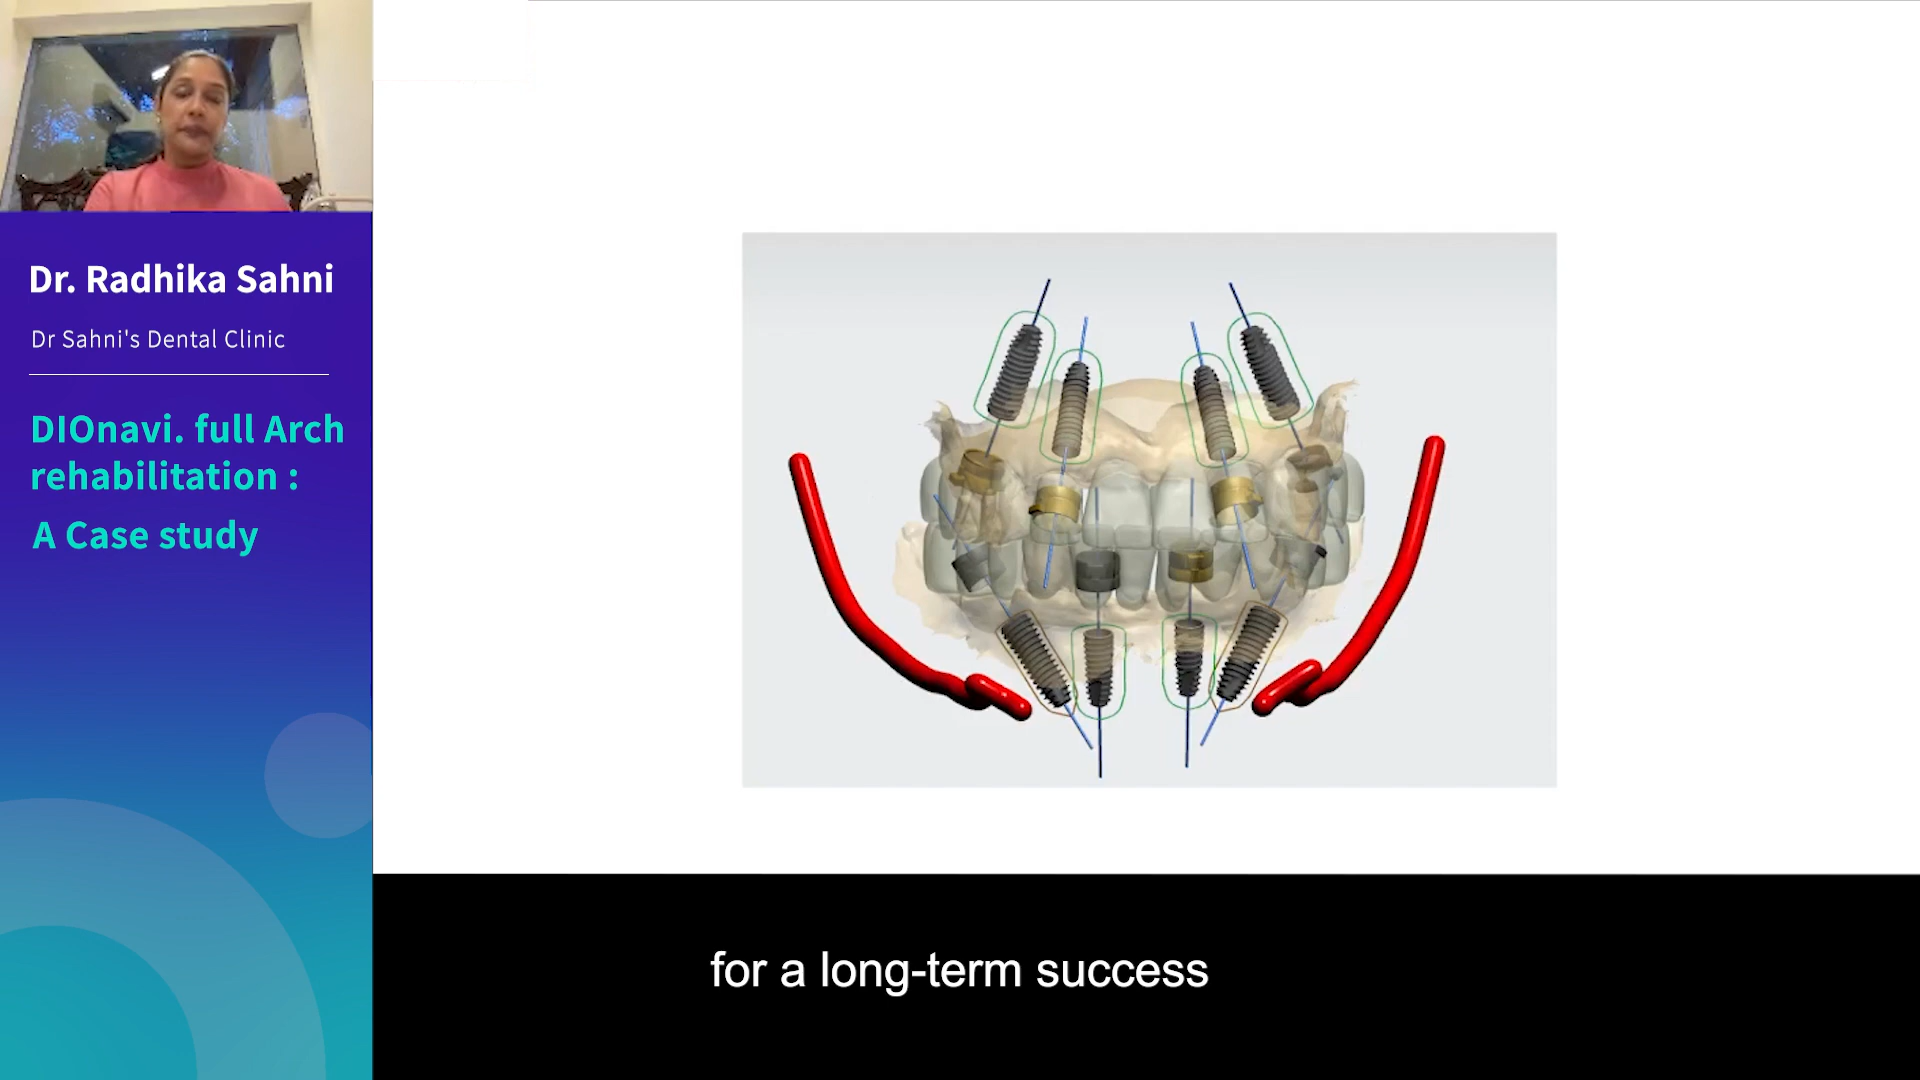 Dr. Radhika Sahni
Dr Sahni's Dental Clinic
DIOnavi. full Arch
rehabilitation :
A Case study
for a long-term success